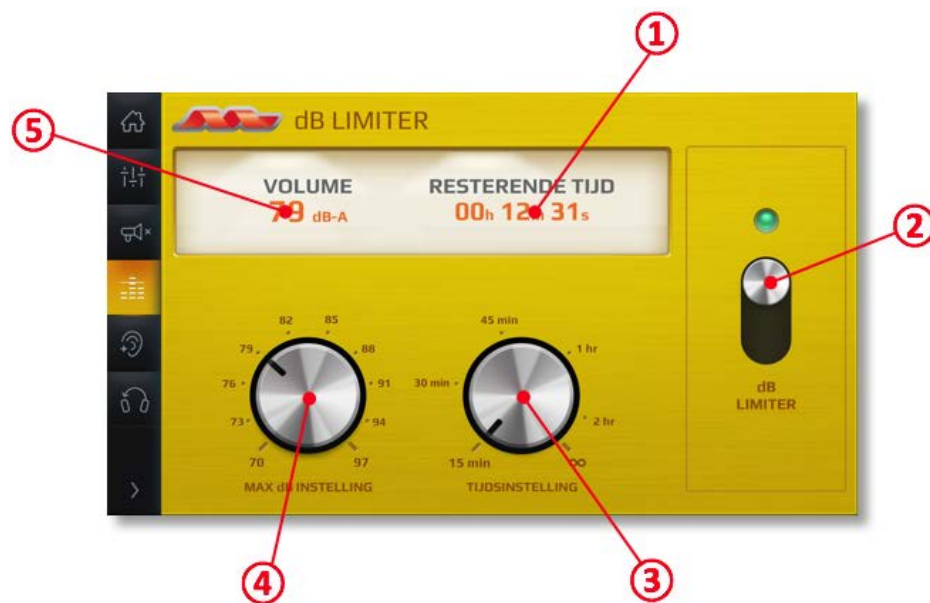 1
5
dB LIMITER
VOLUME
RESTERENDE TIJD
79 dB-A
00h 12m 31s
2
82
85
79
88
76
91
73
94
70
97
MAX dB INSTELLING
45 min
30 min
1 hr
2 hr
15 min
∞
TIJDSINSTELLING
dB
LIMITER
4
3